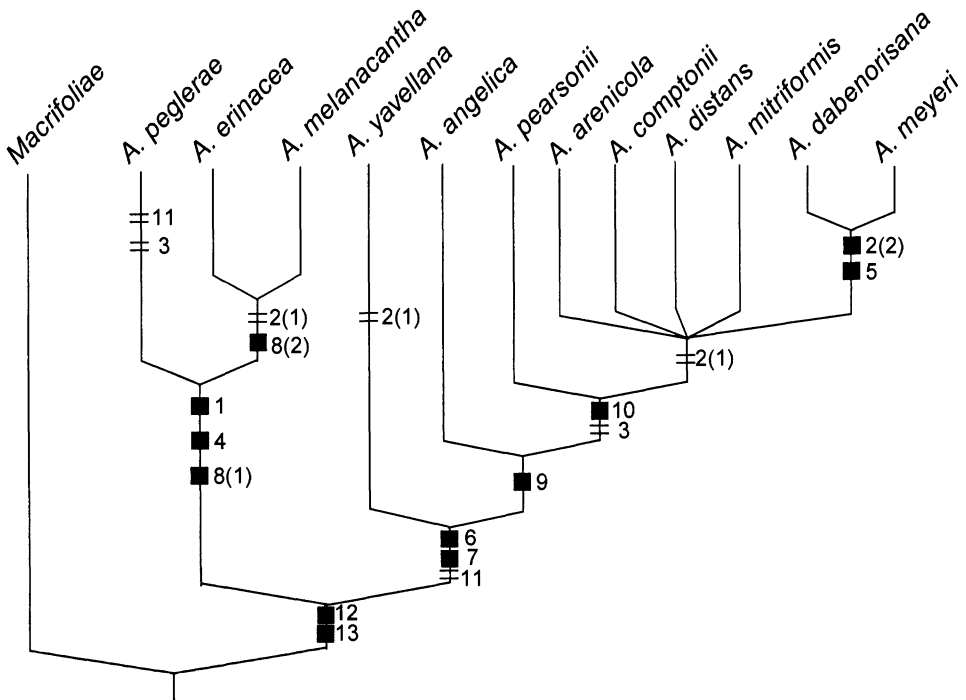 Macrifoliae
A. peglerae
A. erinacea
A. melanacantha
A. yavellana
A. angelica
A. pearsonii
A. arenicola
A. comptonii
A. distans
A. mitriformis
A. dabenorisana
A. meyeri
11
3
2(2)
5
2(1)
8(2)
2(1)
2(1)
1
4
8(1)
10
3
9
6
7
11
12
13